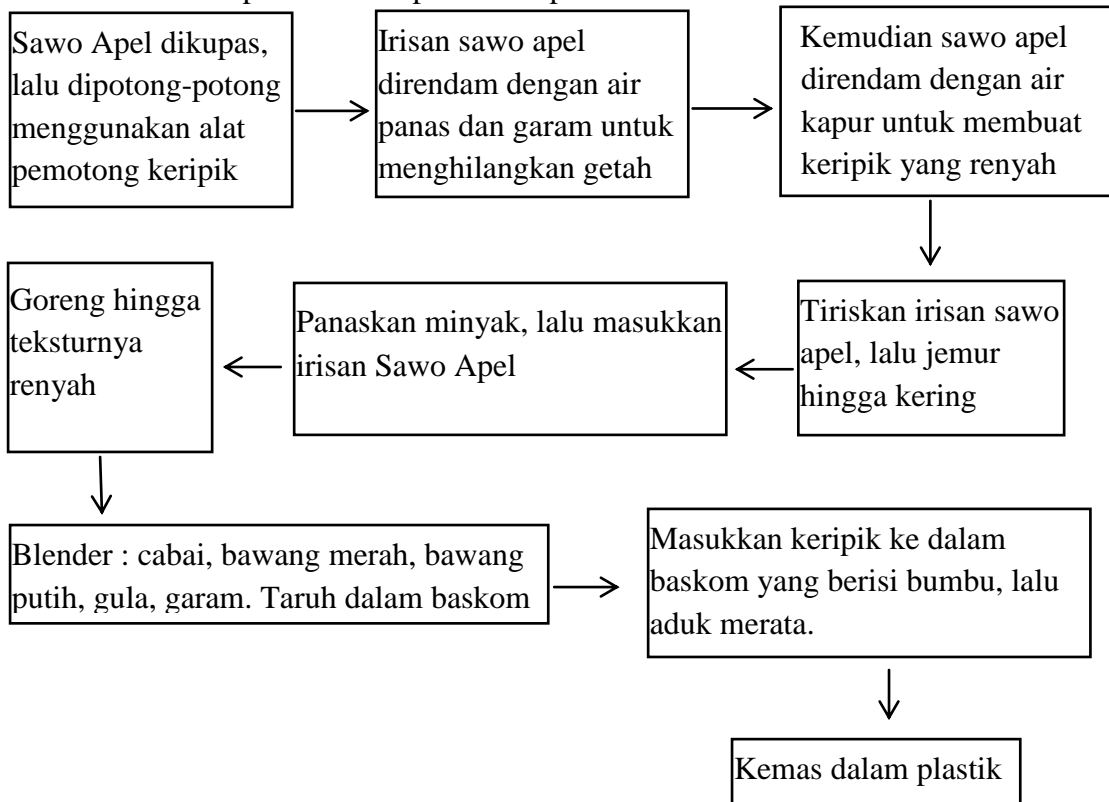 Sawo Apel dikupas,
lalu dipotong-potong
menggunakan alat
pemotong keripik
Irisan sawo apel
direndam dengan air
panas dan garam untuk
menghilangkan getah
Kemudian sawo apel
direndam dengan air
kapur untuk membuat
keripik yang renyah
Tiriskan irisan sawo
apel, lalu jemur
hingga kering
Panaskan minyak, lalu masukkan
irisan Sawo Apel
Goreng hingga
teksturnya
renyah
Blender : cabai, bawang merah, bawang
putih, gula, garam. Taruh dalam baskom
Masukkan keripik ke dalam
baskom yang berisi bumbu, lalu
aduk merata.
Kemas dalam plastik